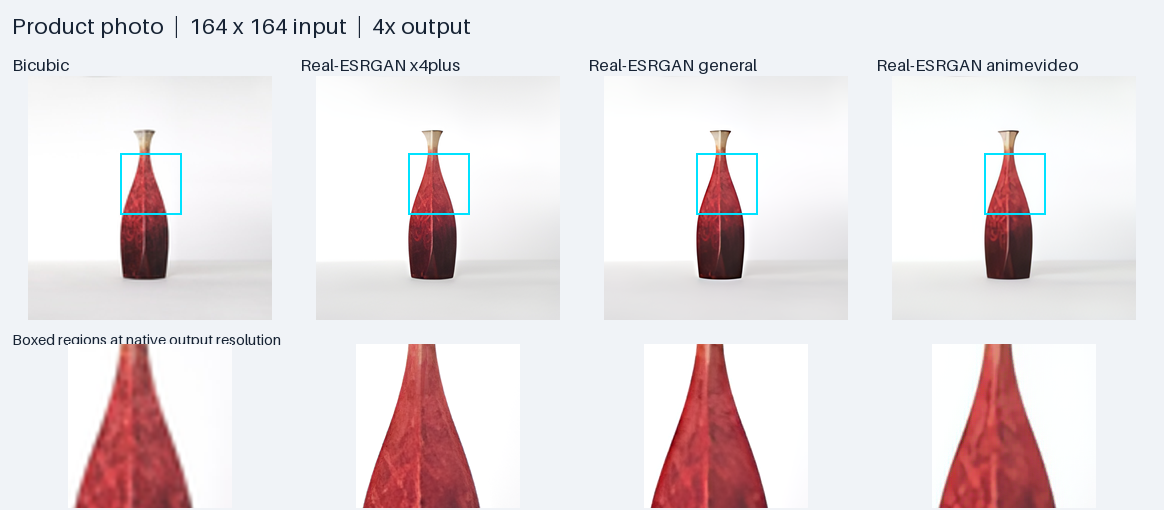 Product photo | 164 x 164 input | 4x output
Bicubic
Real-ESRGAN x4plus
Real-ESRGAN general
Real-ESRGAN animevideo
Boxed regions at native output resolution